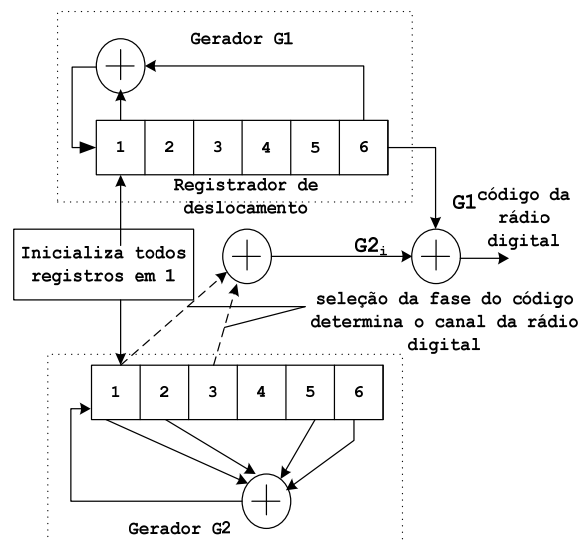 Gerador G1
1 2 3 4 5 6
Registrador de
deslocamento
G1
código da
rádio
digital
Inicializa todos
registros em 1
G2i
seleção da fase do código
determina o canal da rádio
digital
1 2 3 4 5 6
Gerador G2